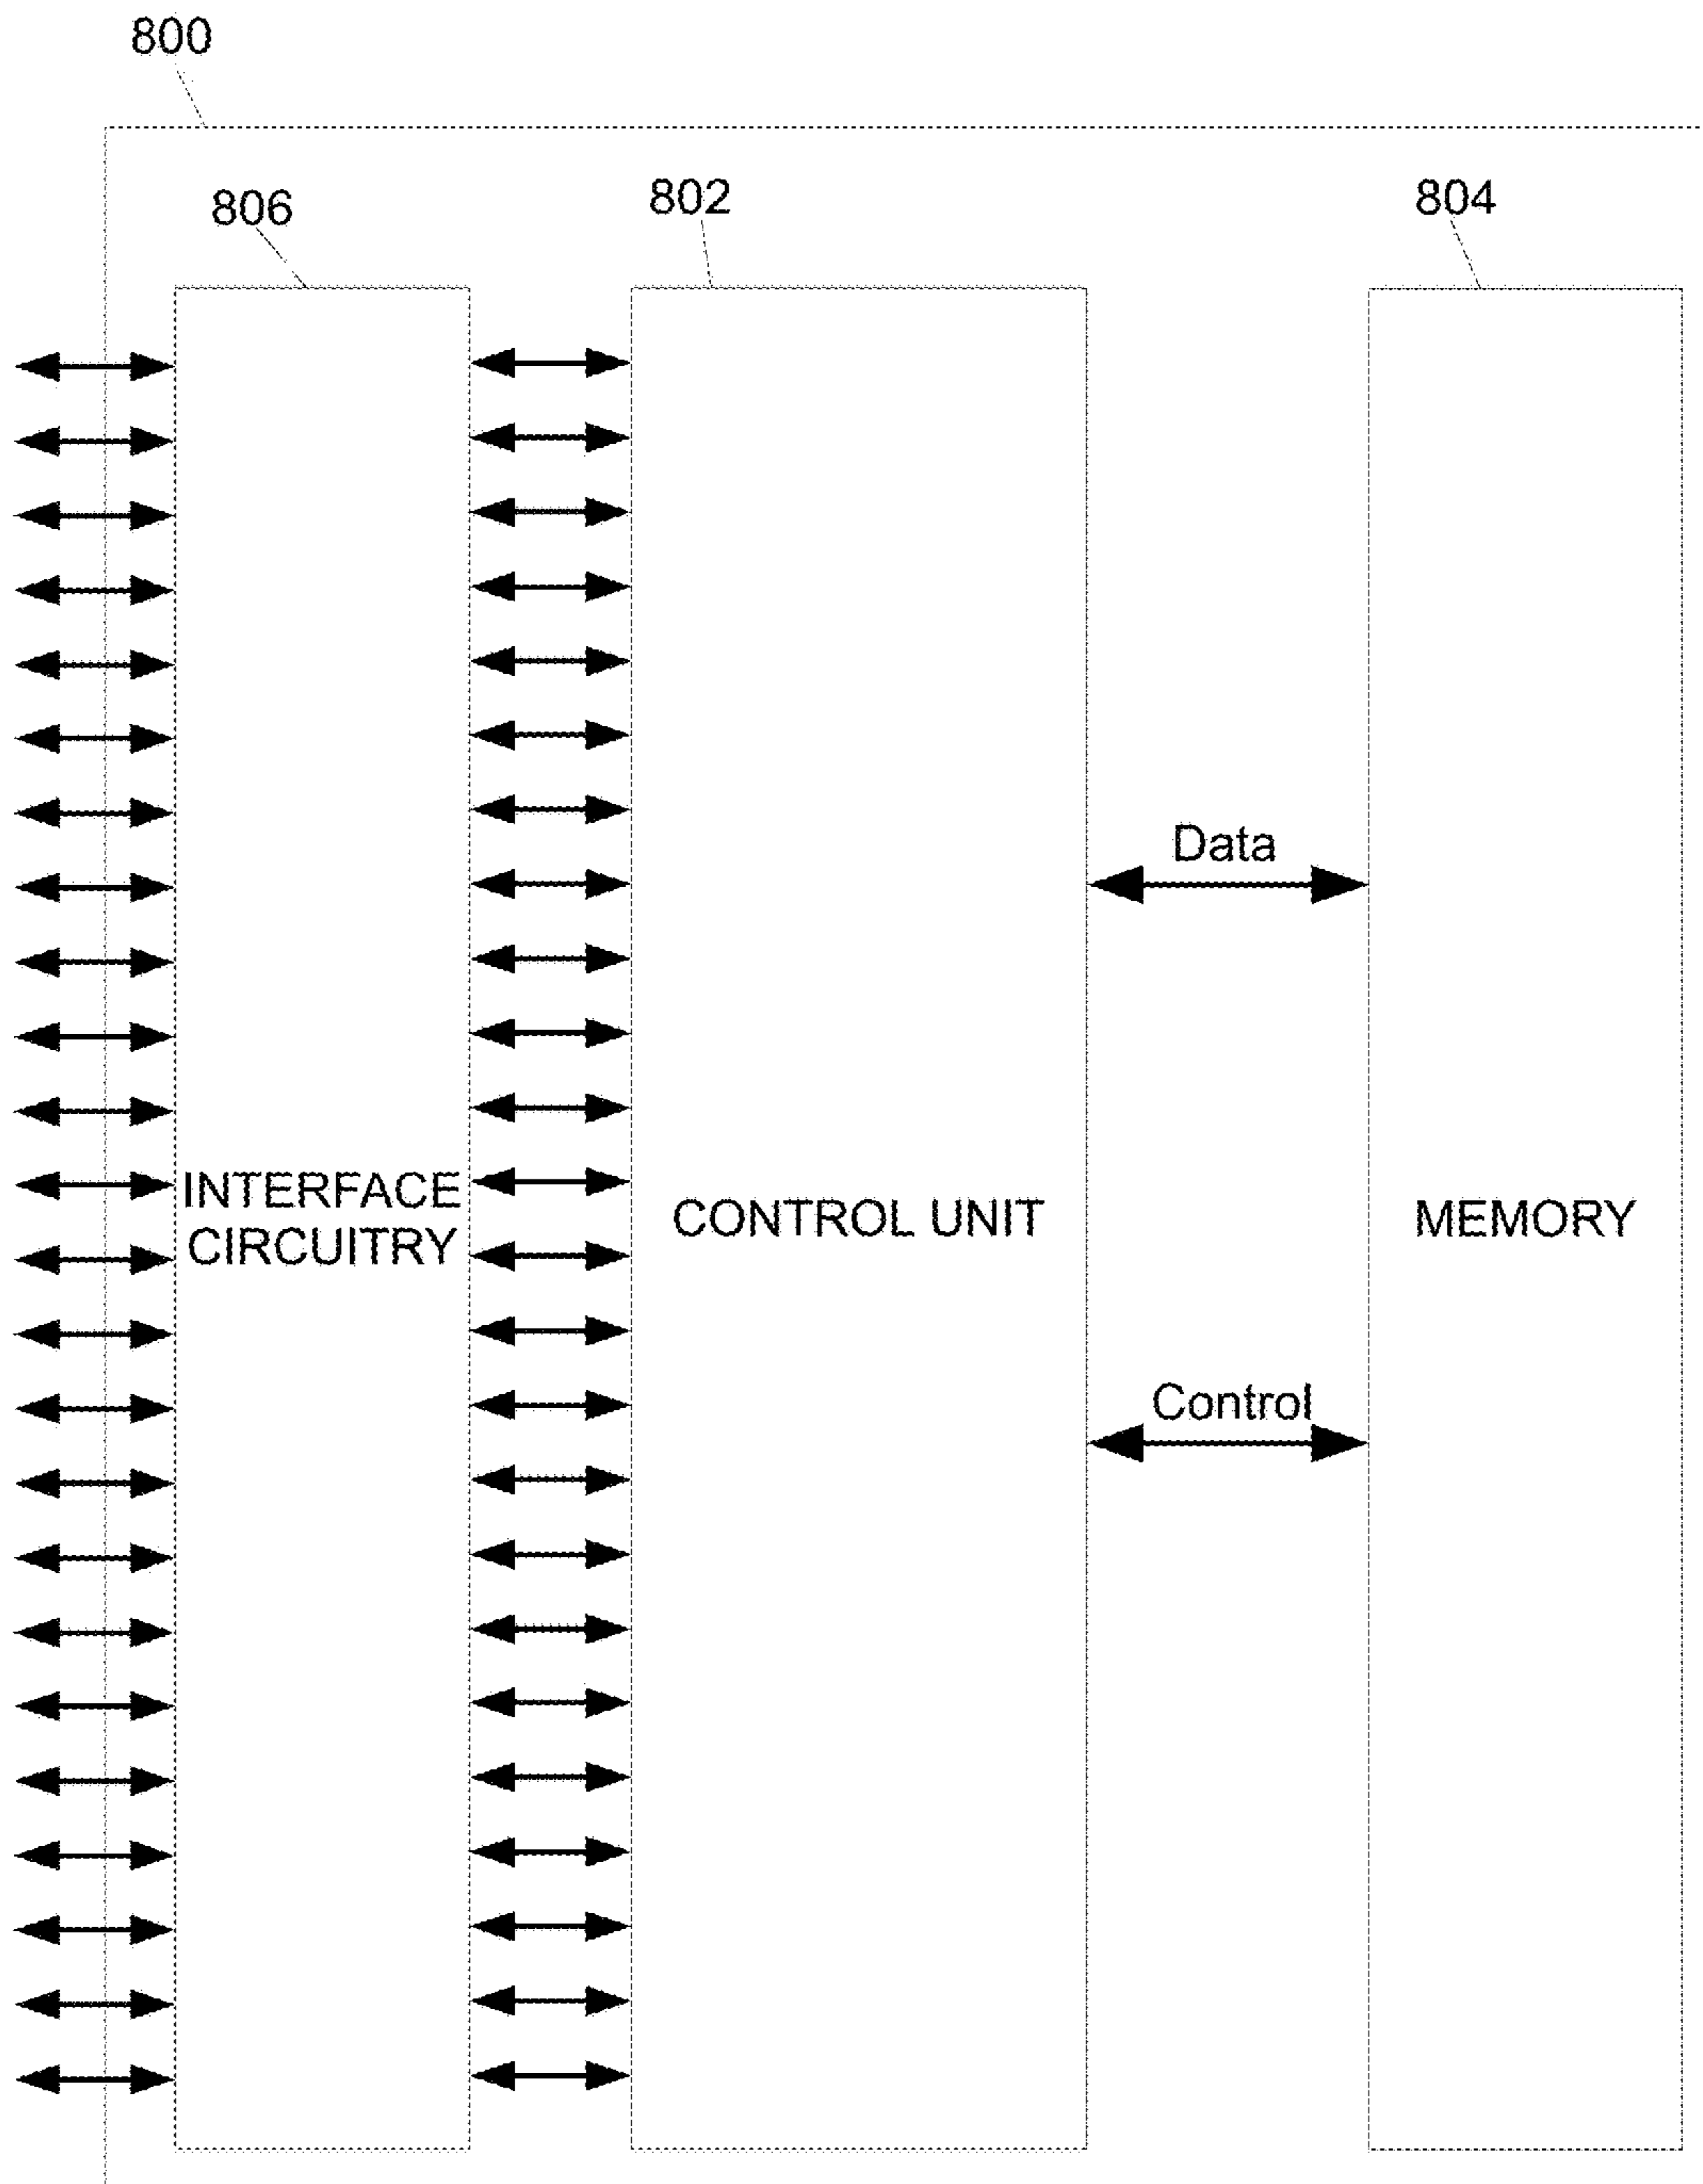 800
806
802
804
Data
INTERFACE
CIRCUITRY
CONTROL UNIT
MEMORY
Control